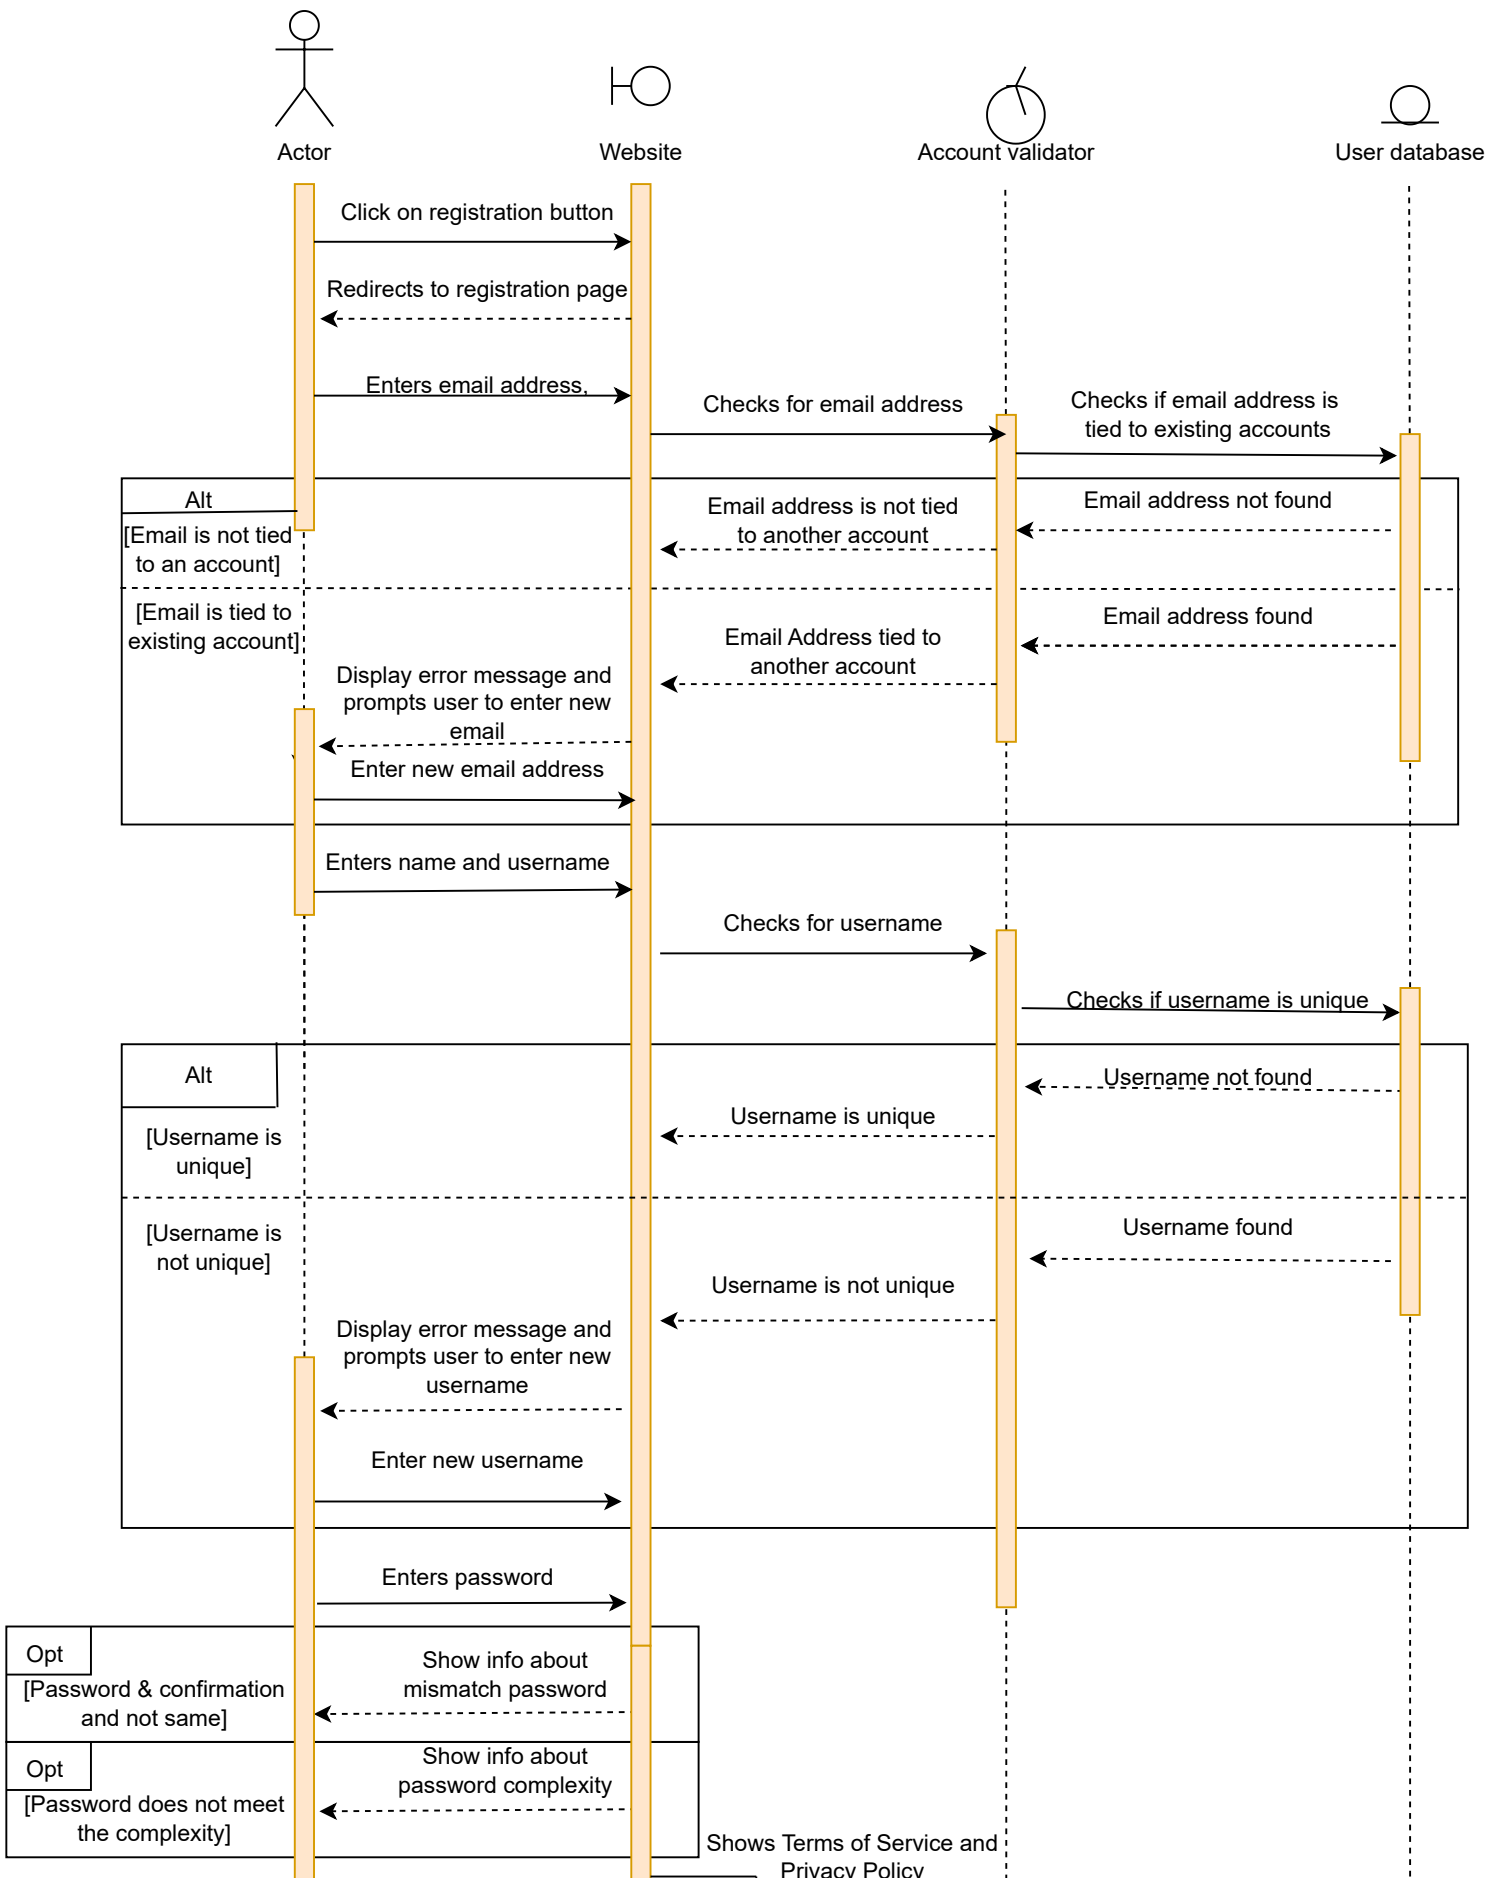 Actor
Website
Account validator
User database
Click on registration button
Redirects to registration page
Enters email address,
Checks for email address
Checks if email address is
tied to existing accounts
Alt
[Email is not tied
to an account]
Email address is not tied
to another account
Email address not found
[Email is tied to
existing account]
Email address found
Email Address tied to
another account
Display error message and
prompts user to enter new
email
Enter new email address
Enters name and username
Checks for username
Checks if username is unique
Alt
Username not found
Username is unique
[Username is
unique]
[Username is
not unique]
Username found
Username is not unique
Display error message and
prompts user to enter new
username
Enter new username
Enters password
Opt
[Password & confirmation
and not same]
Show info about
mismatch password
Opt
[Password does not meet
the complexity]
Show info about
password complexity
Shows Terms of Service and
Privacy Policy